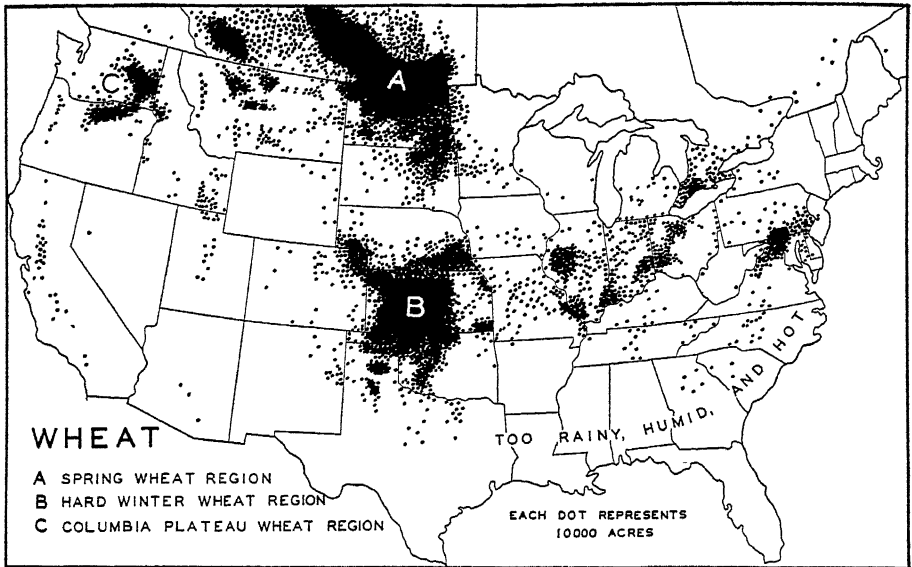 C
A
B
TOO RAINY, HUMID, AND HOT
WHEAT
A SPRING WHEAT REGION
B HARD WINTER WHEAT REGION
C COLUMBIA PLATEAU WHEAT REGION
EACH DOT REPRESENTS
10000 ACRES